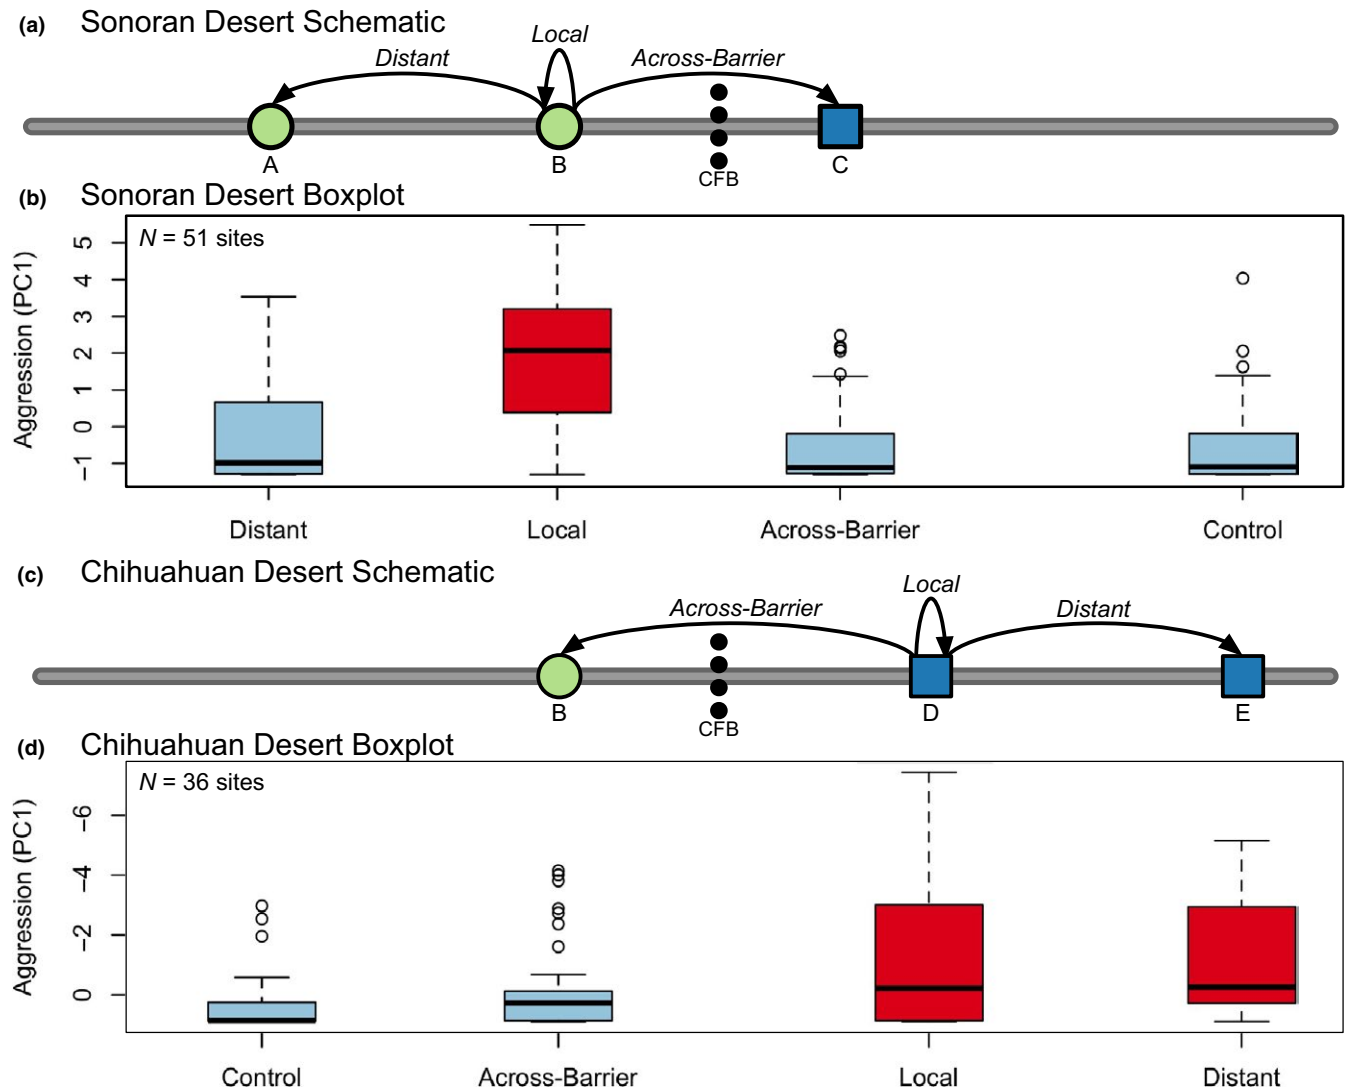 (a) Sonoran Desert Schematic
Local
Distant
Across-Barrier
A
B
CFB
C
(b) Sonoran Desert Boxplot
N = 51 sites
Aggression (PC1)
5
4
3
2
1
0
−1
Distant
Local
Across-Barrier
Control
(c) Chihuahuan Desert Schematic
Local
Across-Barrier
Distant
B
CFB
D
E
(d) Chihuahuan Desert Boxplot
N = 36 sites
Aggression (PC1)
−6
−4
−2
0
Control
Across-Barrier
Local
Distant